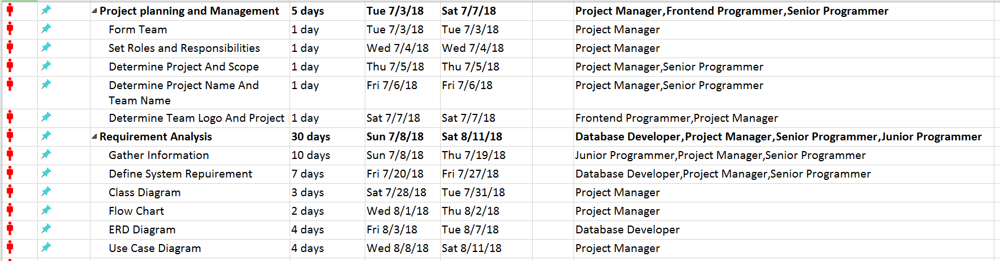 Project planning and Management 5 days Tue 7/3/18 Sat 7/7/18 Project Manager,Frontend Programmer,Senior Programmer
Form Team 1 day Tue 7/3/18 Tue 7/3/18 Project Manager
Set Roles and Responsibilities 1 day Wed 7/4/18 Wed 7/4/18 Project Manager
Determine Project And Scope 1 day Thu 7/5/18 Thu 7/5/18 Project Manager,Senior Programmer
Determine Project Name And 1 day Fri 7/6/18 Fri 7/6/18 Project Manager,Senior Programmer
Team Name
Determine Team Logo And Project 1 day Sat 7/7/18 Sat 7/7/18 Frontend Programmer,Project Manager
Requirement Analysis 30 days Sun 7/8/18 Sat 8/11/18 Database Developer,Project Manager,Senior Programmer,Junior Programmer
Gather Information 10 days Sun 7/8/18 Thu 7/19/18 Junior Programmer,Project Manager,Senior Programmer
Define System Repuirement 7 days Fri 7/20/18 Fri 7/27/18 Database Developer,Project Manager,Senior Programmer
Class Diagram 3 days Sat 7/28/18 Tue 7/31/18 Project Manager
Flow Chart 2 days Wed 8/1/18 Thu 8/2/18 Project Manager
ERD Diagram 4 days Fri 8/3/18 Tue 8/7/18 Database Developer
Use Case Diagram 4 days Wed 8/8/18 Sat 8/11/18 Project Manager